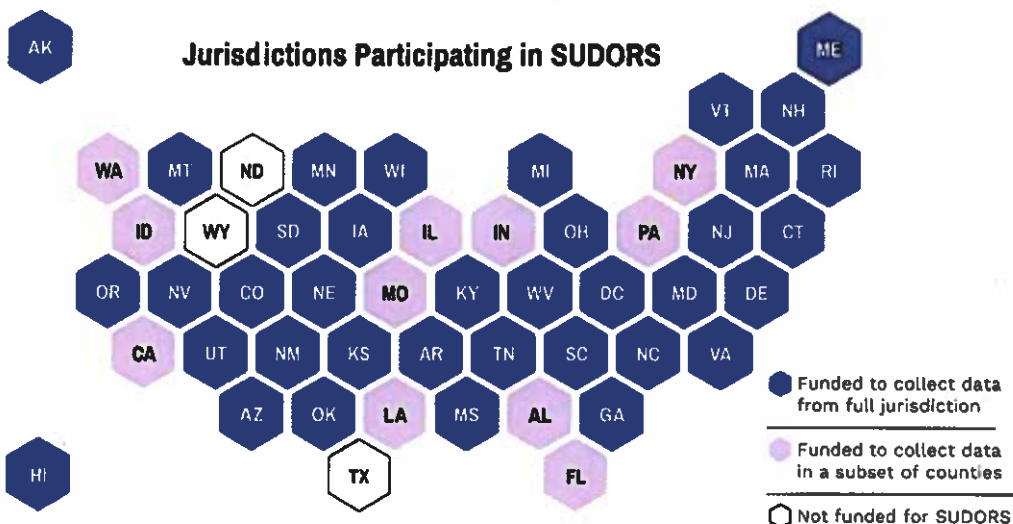 AK
Jurisdictions Participating in SUDORS
ME
VT NH
WA MT ND MN WI MI NY MA RI
ID WY SD IA IL IN OH PA NJ CT
OR NV CO NE MO KY WV DC MD DE
CA UT NM KS AR TN SC NC VA
AZ OK LA MS AL GA
HI TX FL
Funded to collect data
from full jurisdiction
Funded to collect data
in a subset of counties
Not funded for SUDORS